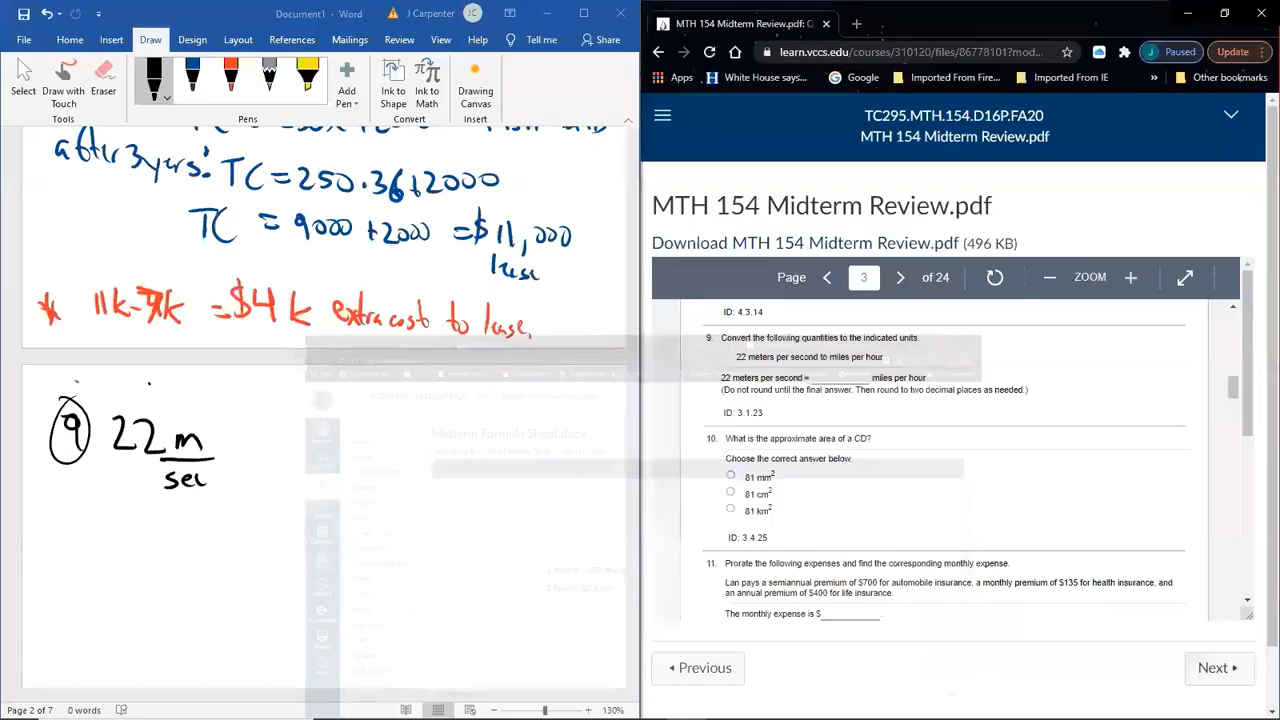 Document1 - Word
J Carpenter
JC
File
Home
Insert
Draw
Design
Layout
References
Mailings
Review
View
Help
Tell me
Share
Select
Draw with Touch
Eraser
Add Pen
Ink to Shape
Ink to Math
Drawing Canvas
Tools
Pens
Convert
Insert
after 3 yers:
TC = 250·36+2000
TC = 9000 +2000 = $11,000
lease
* 11k-7k = $4k extra cost to lease.
9 22 m
sec
Midterm Formula Sheet.docx
Page 2 of 7
0 words
130%
MTH 154 Midterm Review.pdf: C
learn.vccs.edu/courses/310120/files/86778101?mod...
Paused
Update
Apps
White House says...
Google
Imported From Fire...
Imported From IE
Other bookmarks
TC295.MTH.154.D16P.FA20
MTH 154 Midterm Review.pdf
MTH 154 Midterm Review.pdf
Download MTH 154 Midterm Review.pdf (496 KB)
Page 3 of 24
ZOOM
ID: 4.3.14
9. Convert the following quantities to the indicated units.
22 meters per second to miles per hour
22 meters per second = ____________ miles per hour
(Do not round until the final answer. Then round to two decimal places as needed.)
ID: 3.1.23
10. What is the approximate area of a CD?
Choose the correct answer below.
81 mm²
81 cm²
81 km²
ID: 3.4.25
11. Prorate the following expenses and find the corresponding monthly expense.
Lan pays a semiannual premium of $700 for automobile insurance, a monthly premium of $135 for health insurance, and
an annual premium of $400 for life insurance.
The monthly expense is $____________.
Previous
Next